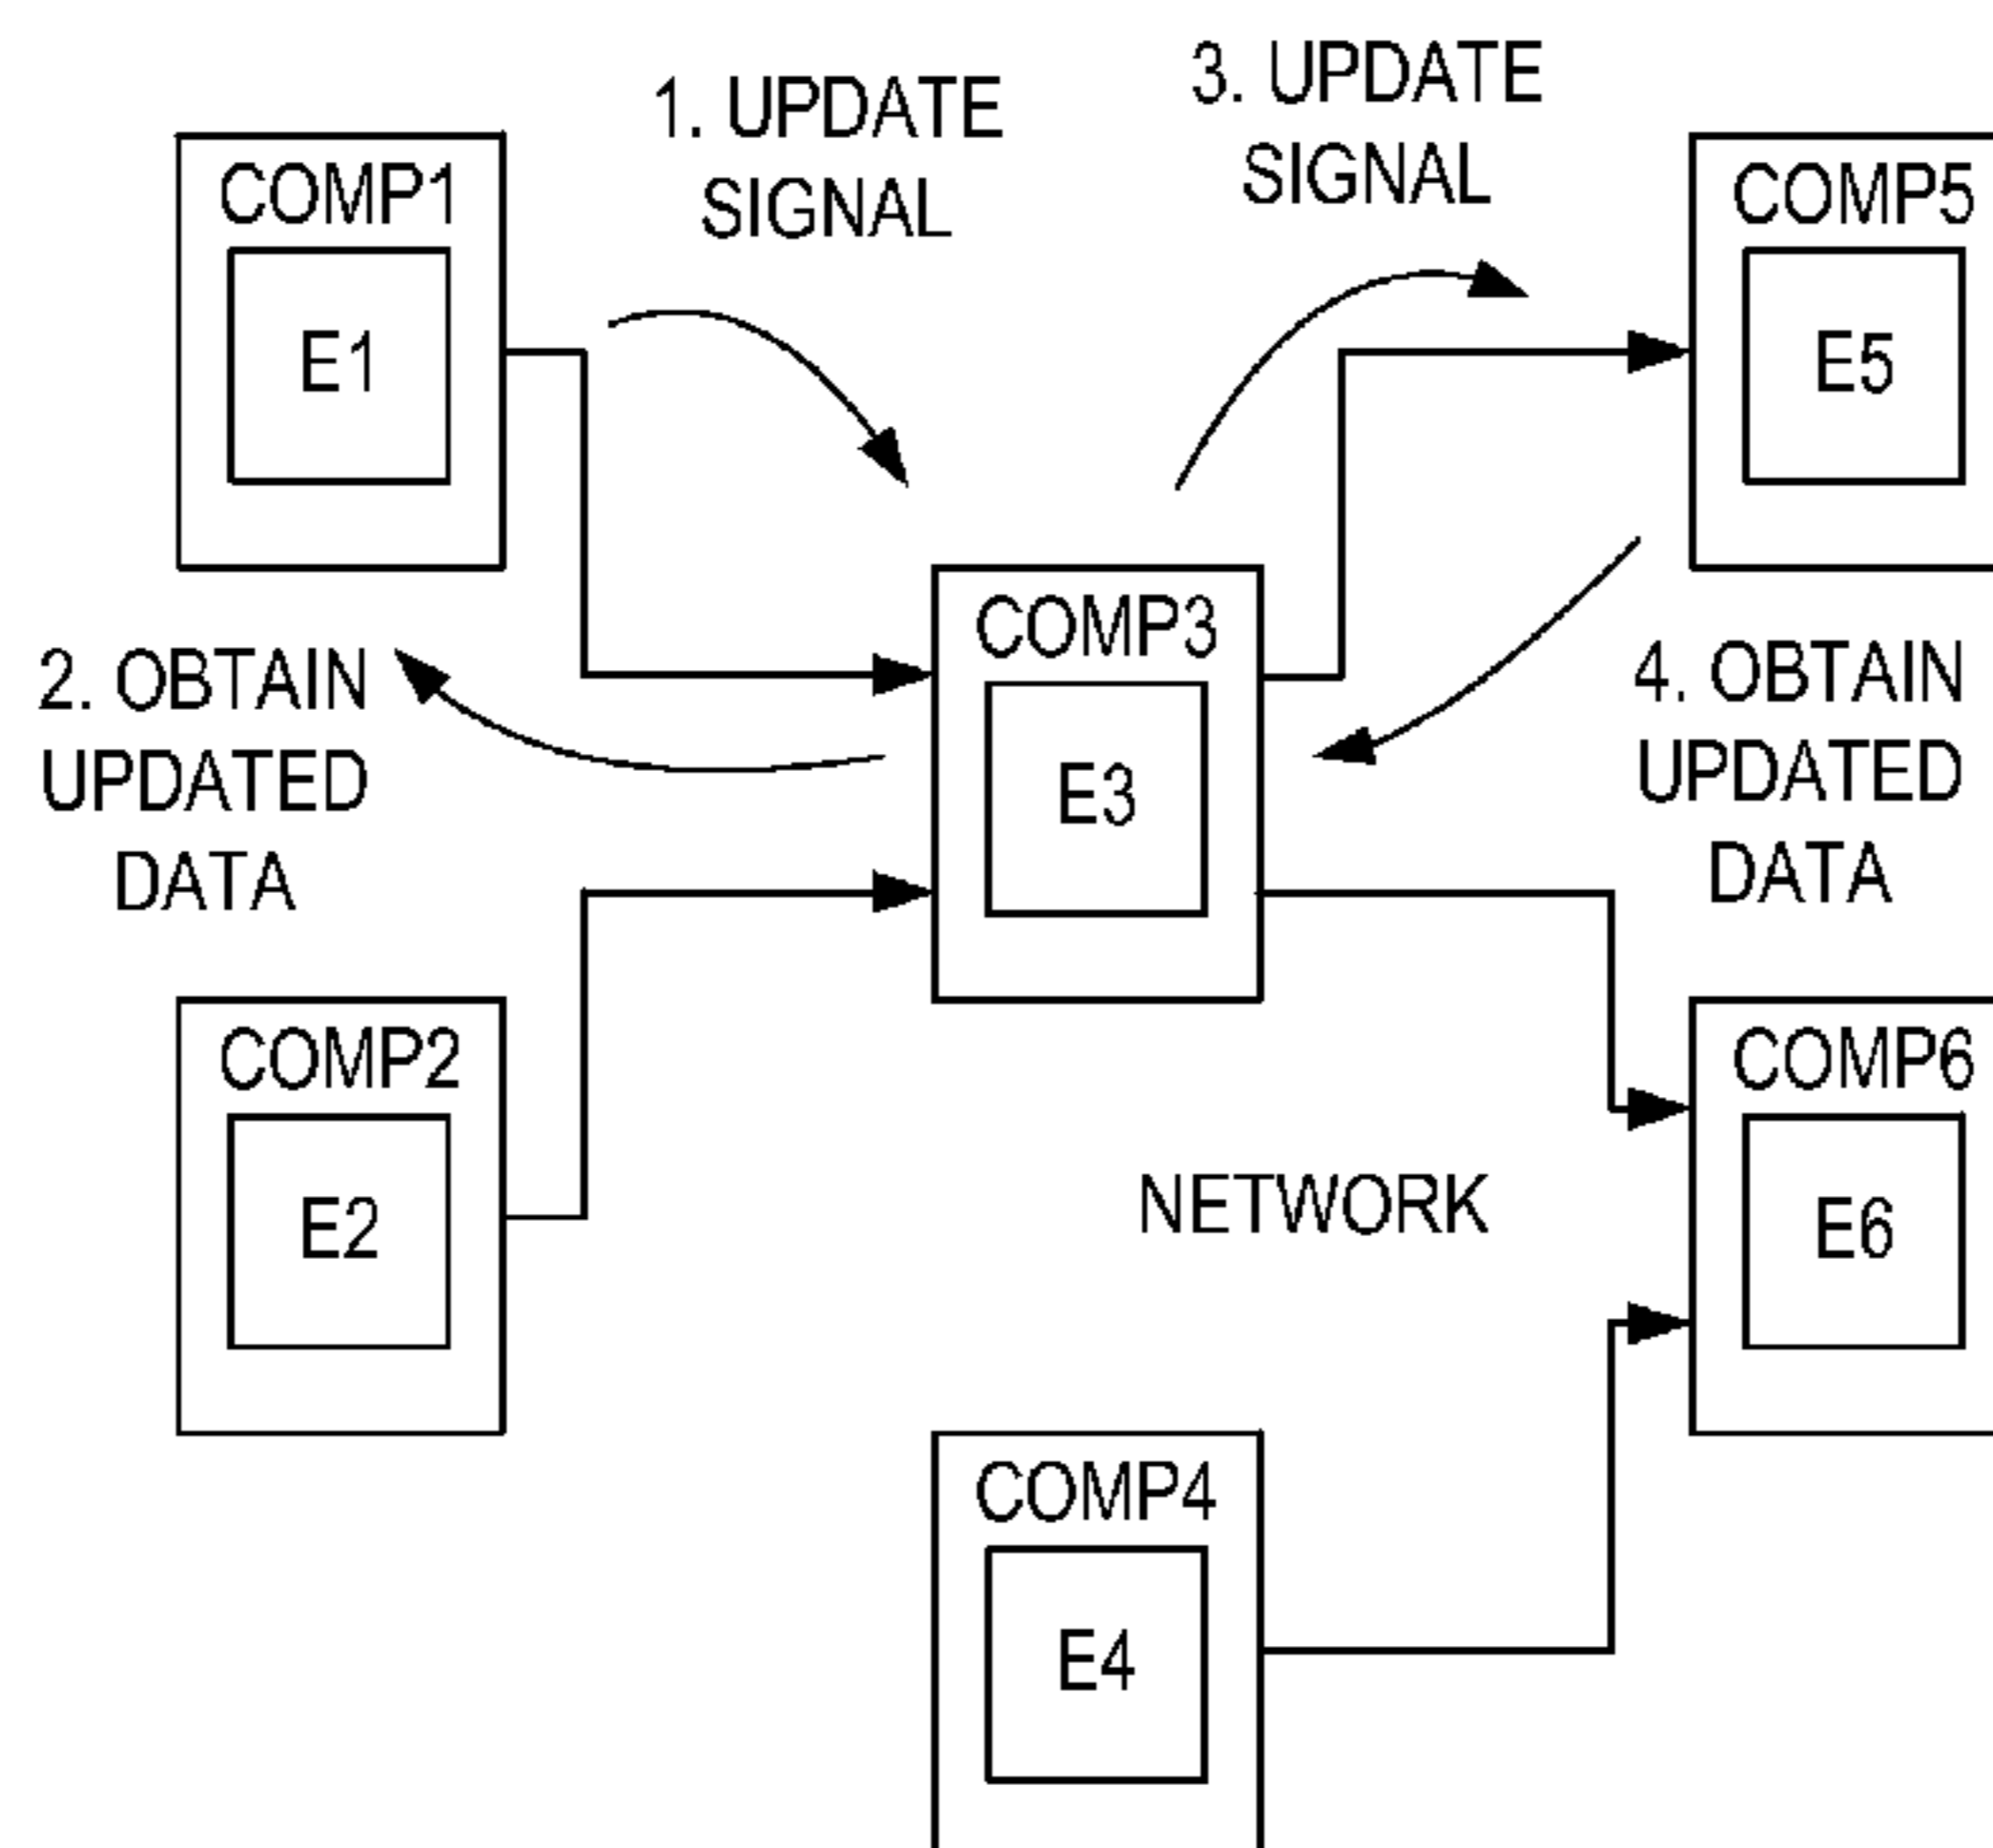 1. UPDATE
SIGNAL
3. UPDATE
SIGNAL
COMP1
E1
COMP5
E5
2. OBTAIN
UPDATED
DATA
COMP3
E3
4. OBTAIN
UPDATED
DATA
COMP2
E2
NETWORK
COMP6
E6
COMP4
E4